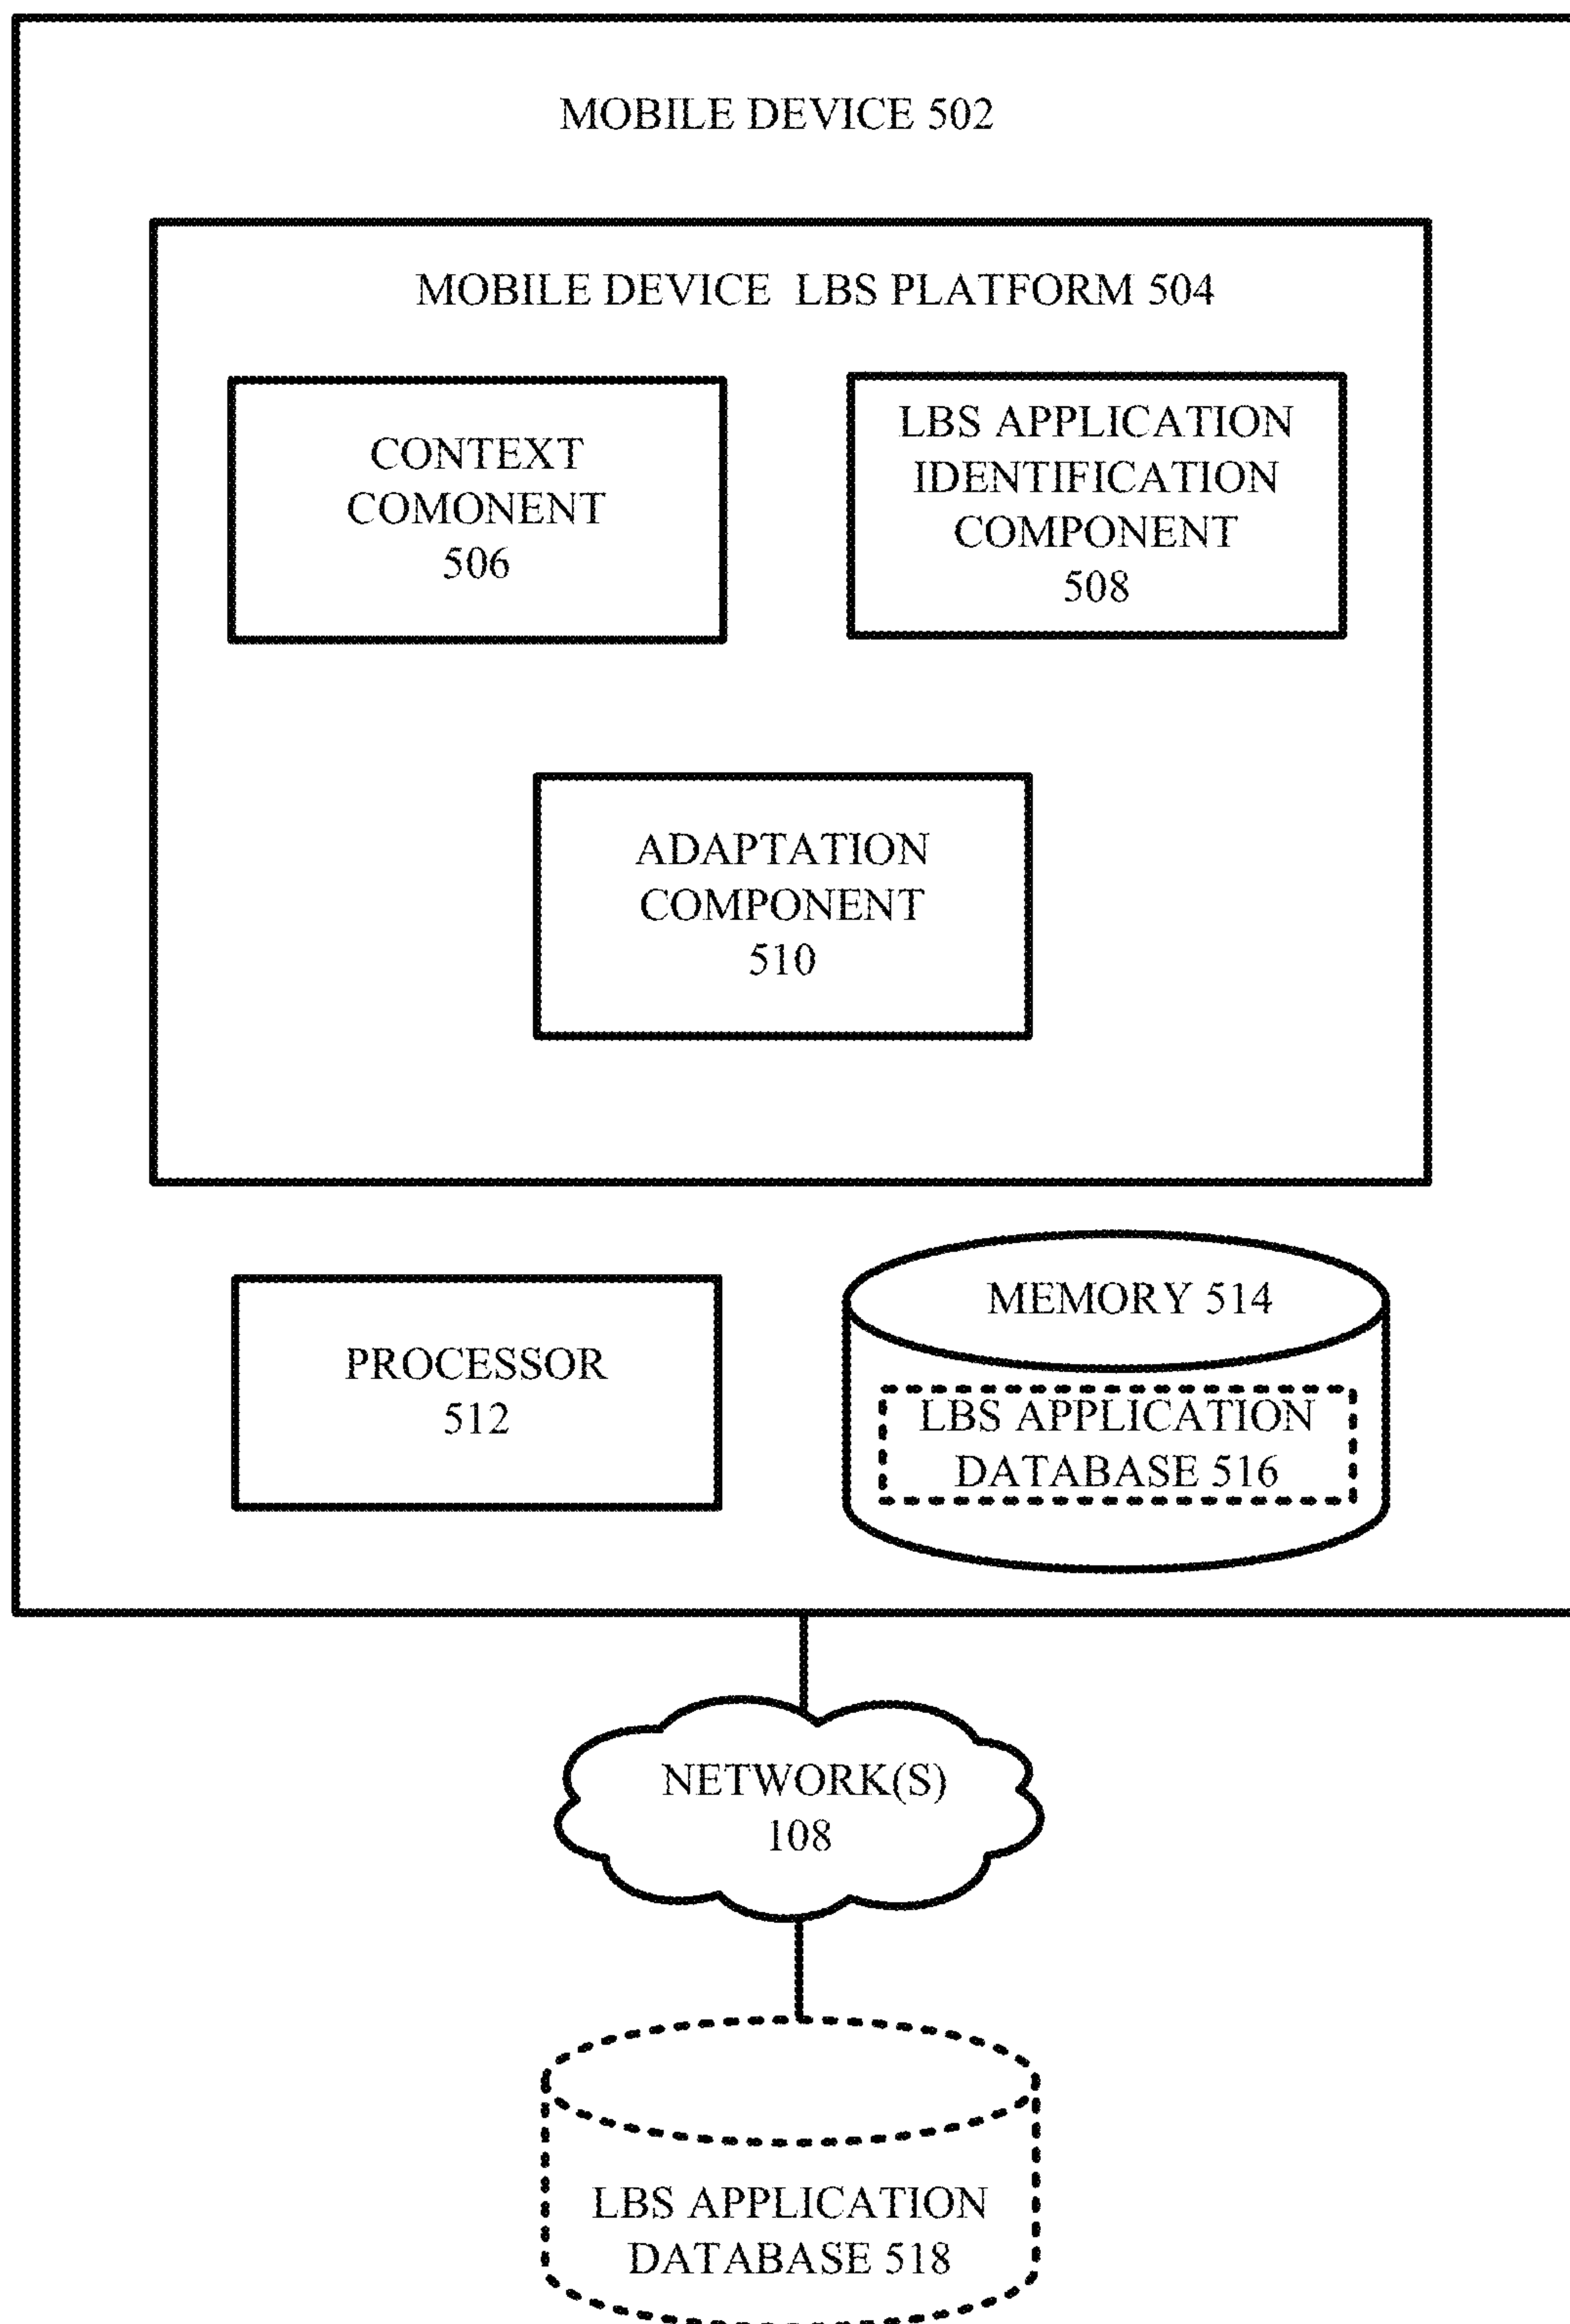 MOBILE DEVICE 502
MOBILE DEVICE LBS PLATFORM 504
CONTEXT
COMONENT
506
LBS APPLICATION
IDENTIFICATION
COMPONENT
508
ADAPTATION
COMPONENT
510
PROCESSOR
512
MEMORY 514
LBS APPLICATION
DATABASE 516
NETWORK(S)
108
LBS APPLICATION
DATABASE 518